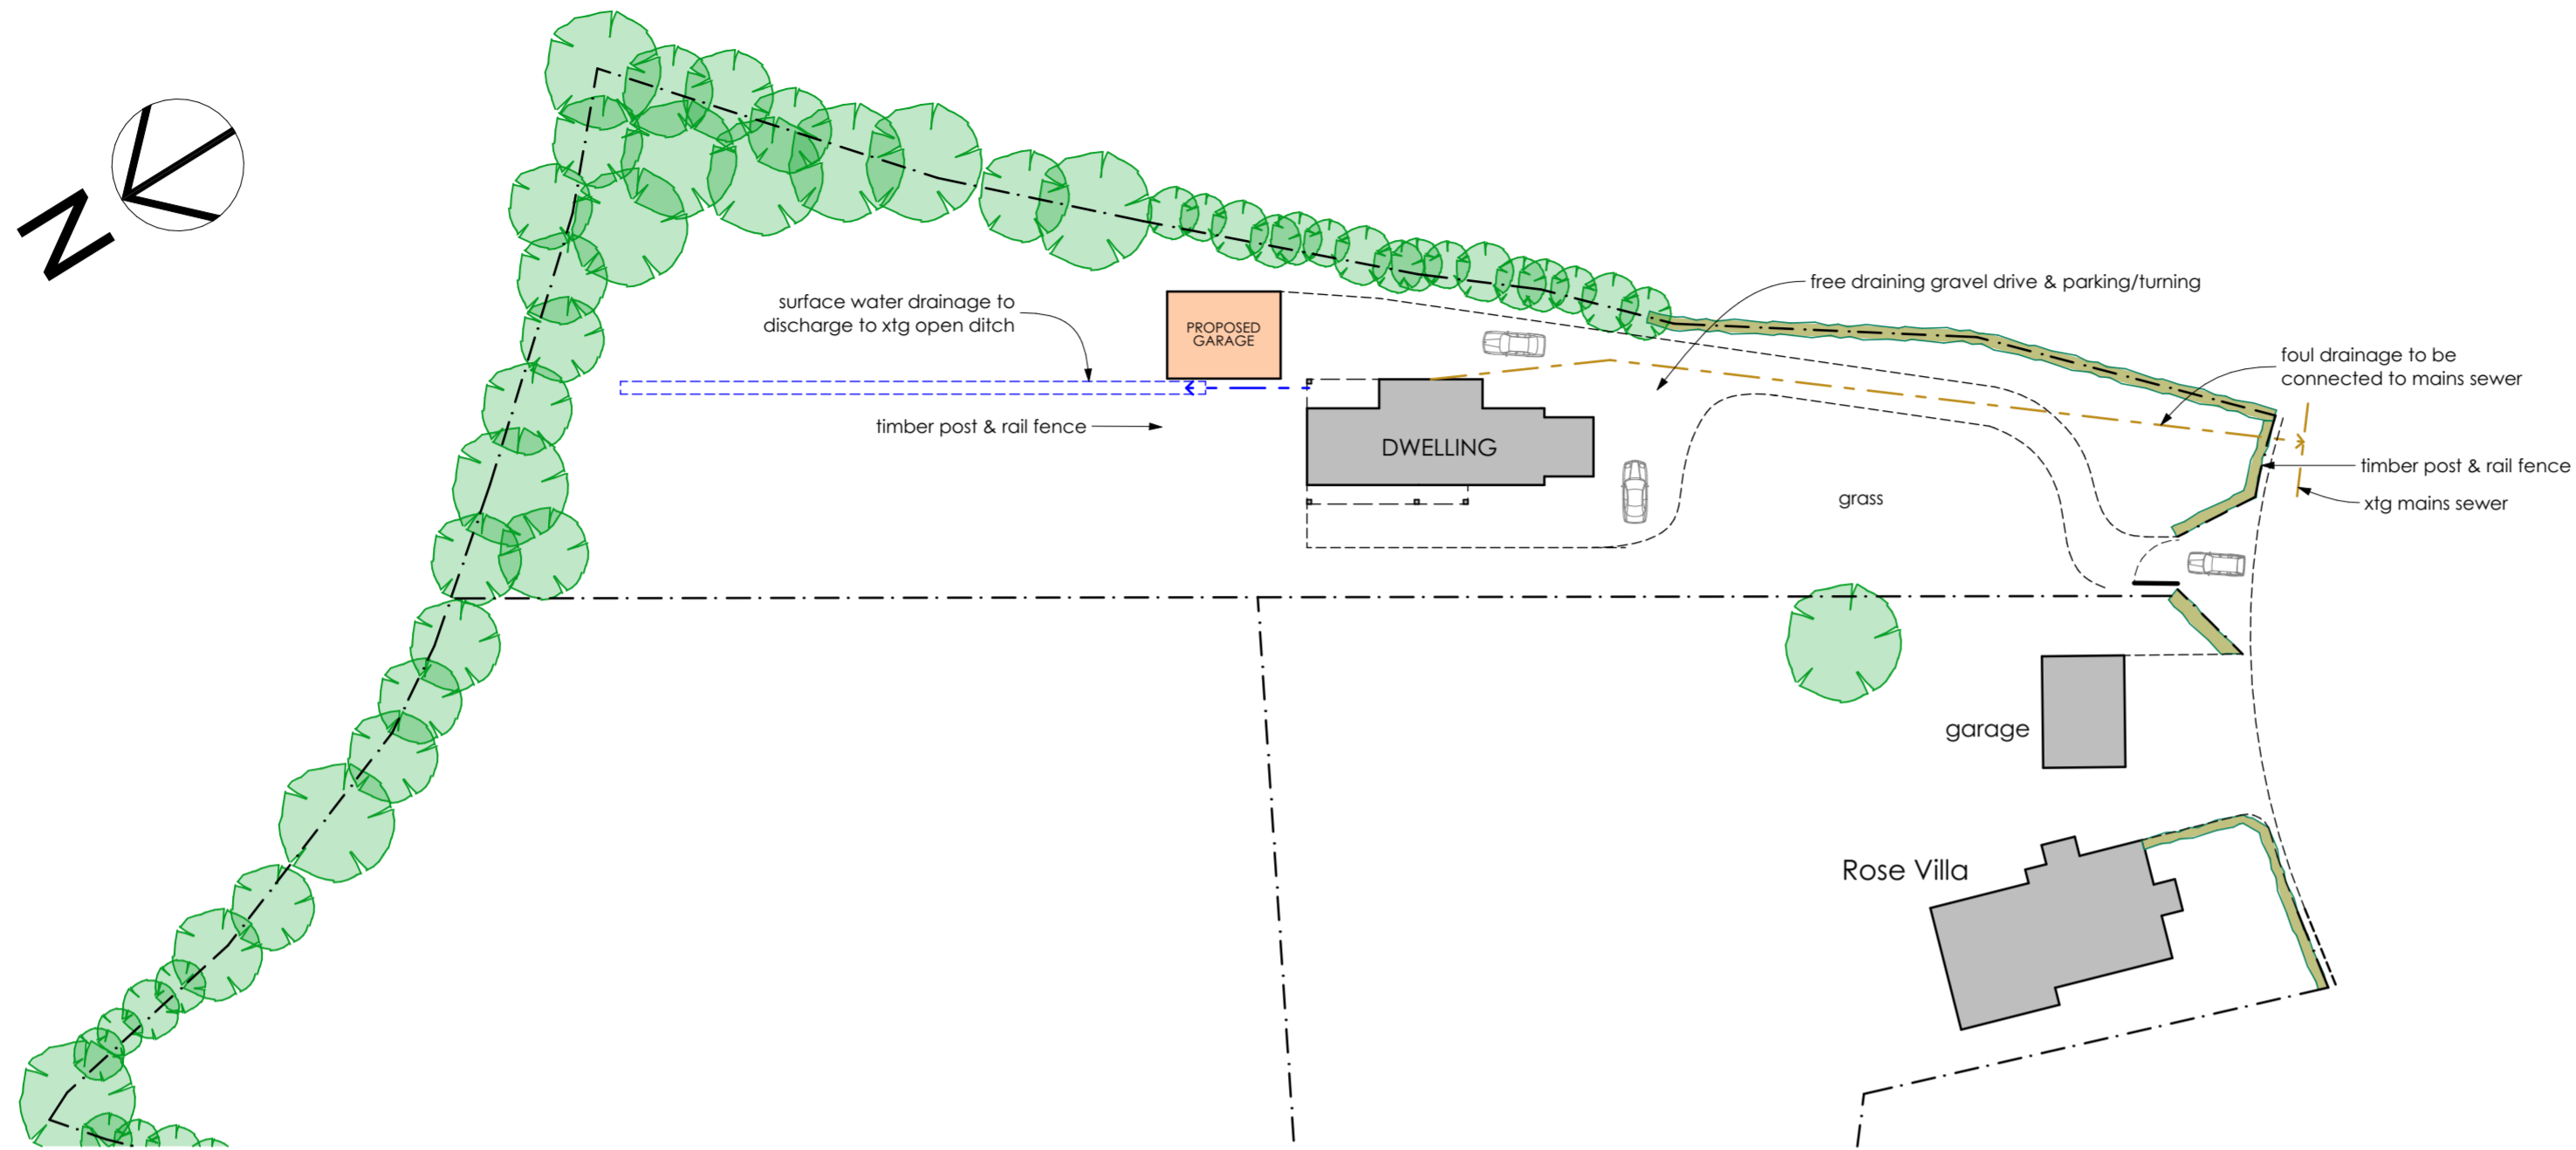 N
surface water drainage to
discharge to xtg open ditch
PROPOSED
GARAGE
free draining gravel drive & parking/turning
foul drainage to be
connected to mains sewer
timber post & rail fence
DWELLING
timber post & rail fence
grass
xtg mains sewer
garage
Rose Villa